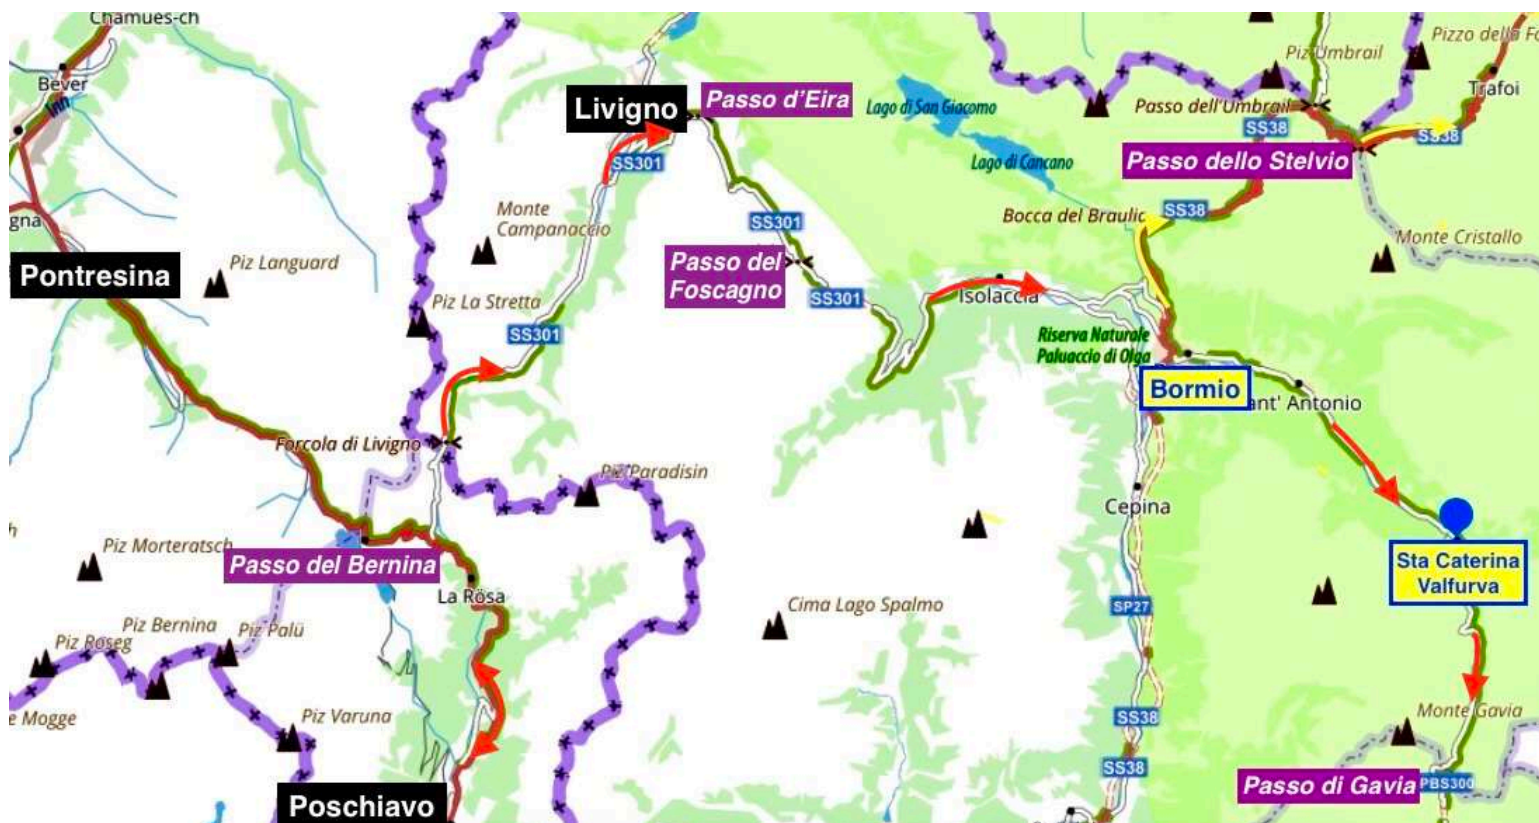 Chamues-ch
Bever
Inn
gna
Pontresina
Piz Languard
Livigno
Passo d'Eira
SS301
Monte
Campanaccio
Piz La Stretta
SS301
SS301
Passo del
Foscagno
SS301
Lago di San Giacomo
Lago di Cancano
Piz Umbrail
Pizzo della Fo
Trafoi
Passo dell'Umbrail
SS38
SS38
Passo dello Stelvio
Bocca del Braulio
SS38
Monte Cristallo
Isolaccia
Riserva Naturale
Paluaccio di Olga
Bormio
ant' Antonio
Forcola di Livigno
Piz Paradisin
Cepina
h
Piz Morteratsch
Passo del Bernina
La Rösa
Sta Caterina
Valfurva
Cima Lago Spalmo
SP27
Piz Bernina
Piz Palü
Piz Roseg
e Mogge
Piz Varuna
SS38
Monte Gavia
SS38
Passo di Gavia
PBS300
Poschiavo